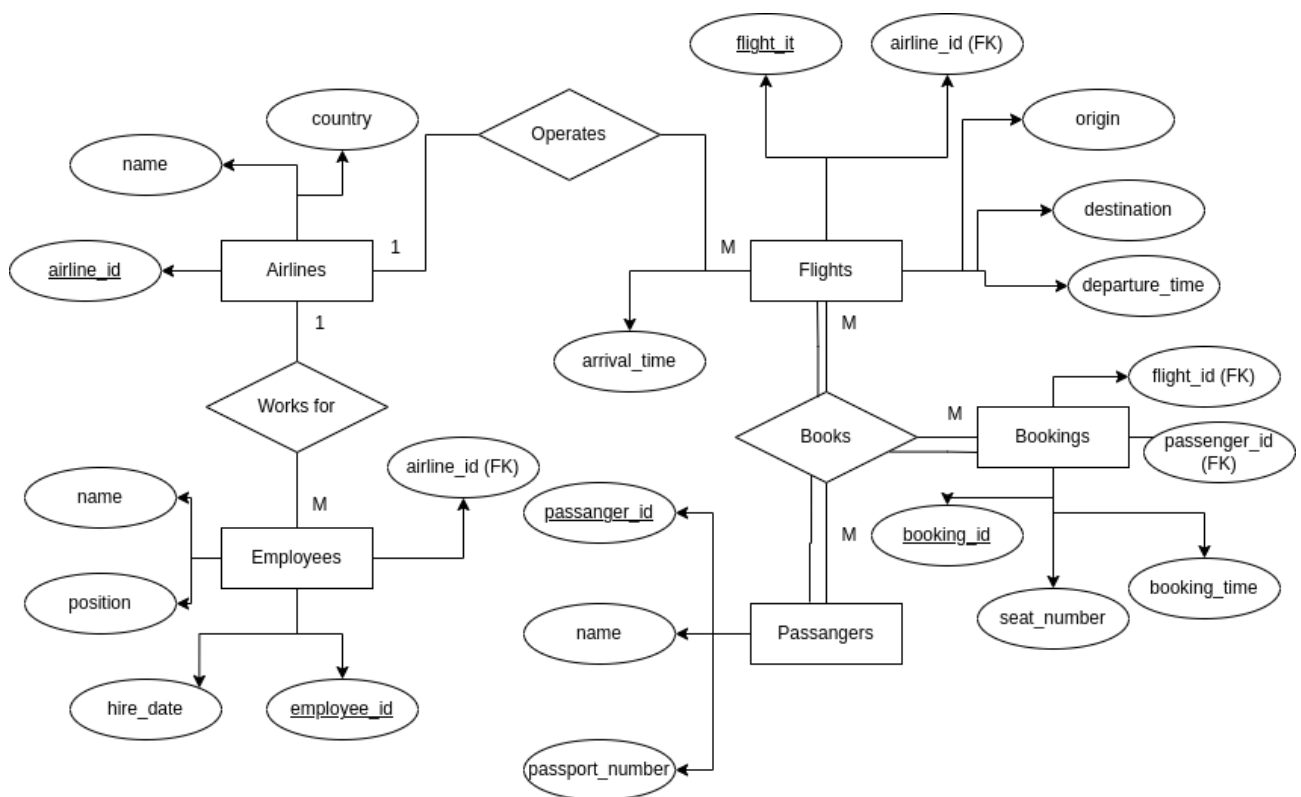 flight_it
airline_id (FK)
country
Operates
origin
name
destination
1
M
airline_id
Airlines
Flights
departure_time
1
M
arrival_time
flight_id (FK)
Works for
M
Books
Bookings
passenger_id
(FK)
airline_id (FK)
name
M
passanger_id
M
booking_id
Employees
booking_time
position
seat_number
name
Passangers
hire_date
employee_id
passport_number